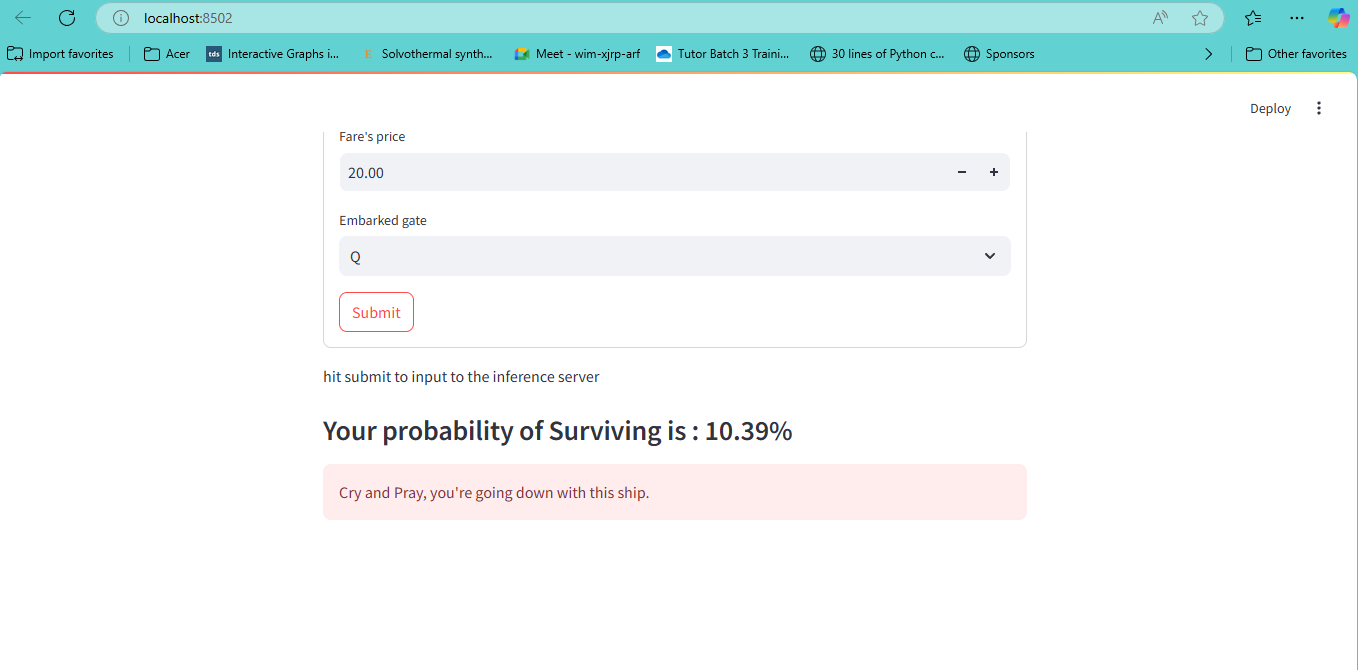 localhost:8502
Import favorites
Acer
tds
Interactive Graphs i...
E
Solvothermal synth...
Meet - wim-xjrp-arf
Tutor Batch 3 Traini...
30 lines of Python c...
Sponsors
Other favorites
Deploy
Fare's price
20.00
Embarked gate
Q
Submit
hit submit to input to the inference server
Your probability of Surviving is : 10.39%
Cry and Pray, you're going down with this ship.